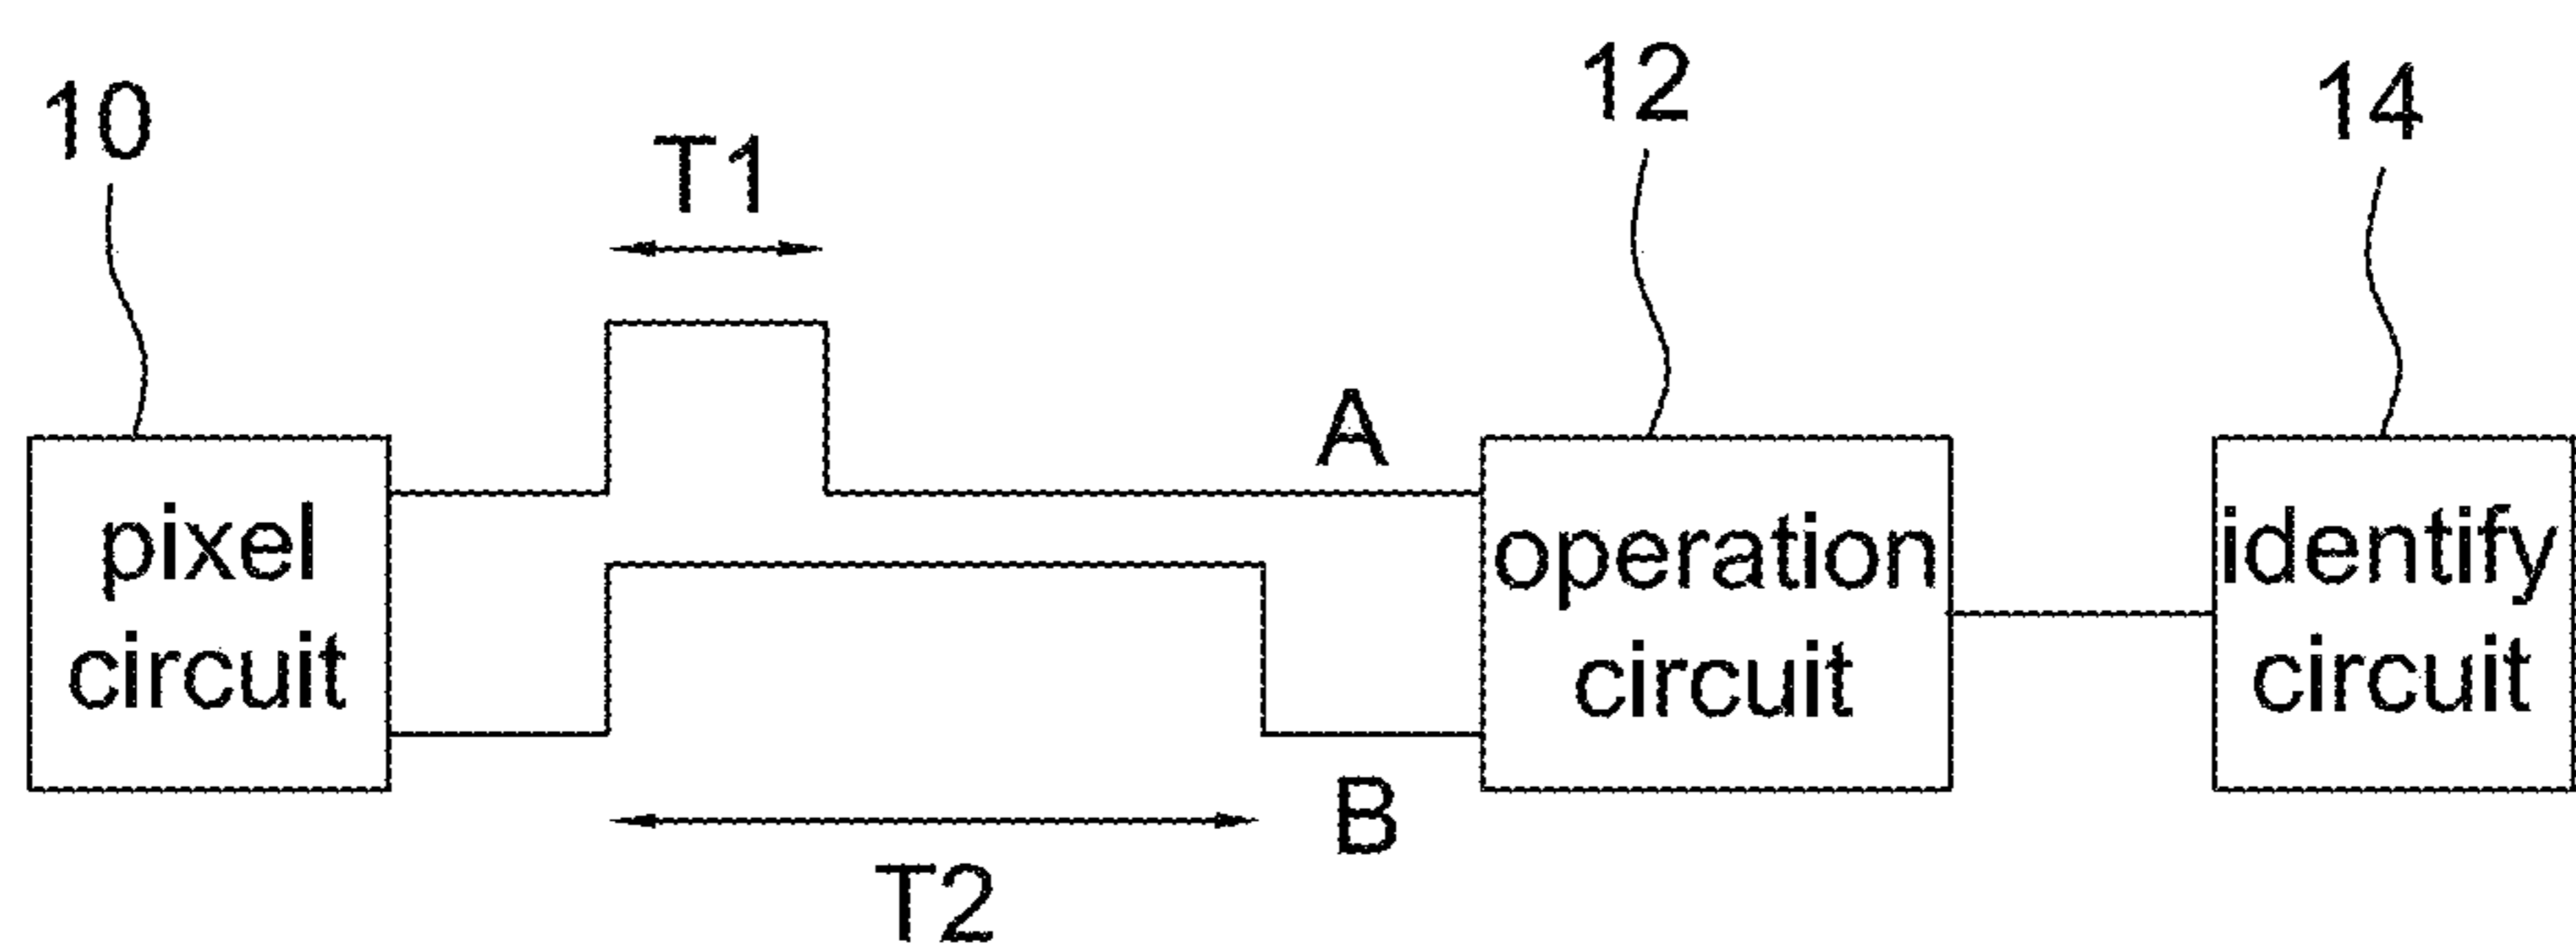 10
T1
12
14
A
pixel
circuit
operation
circuit
identify
circuit
B
T2